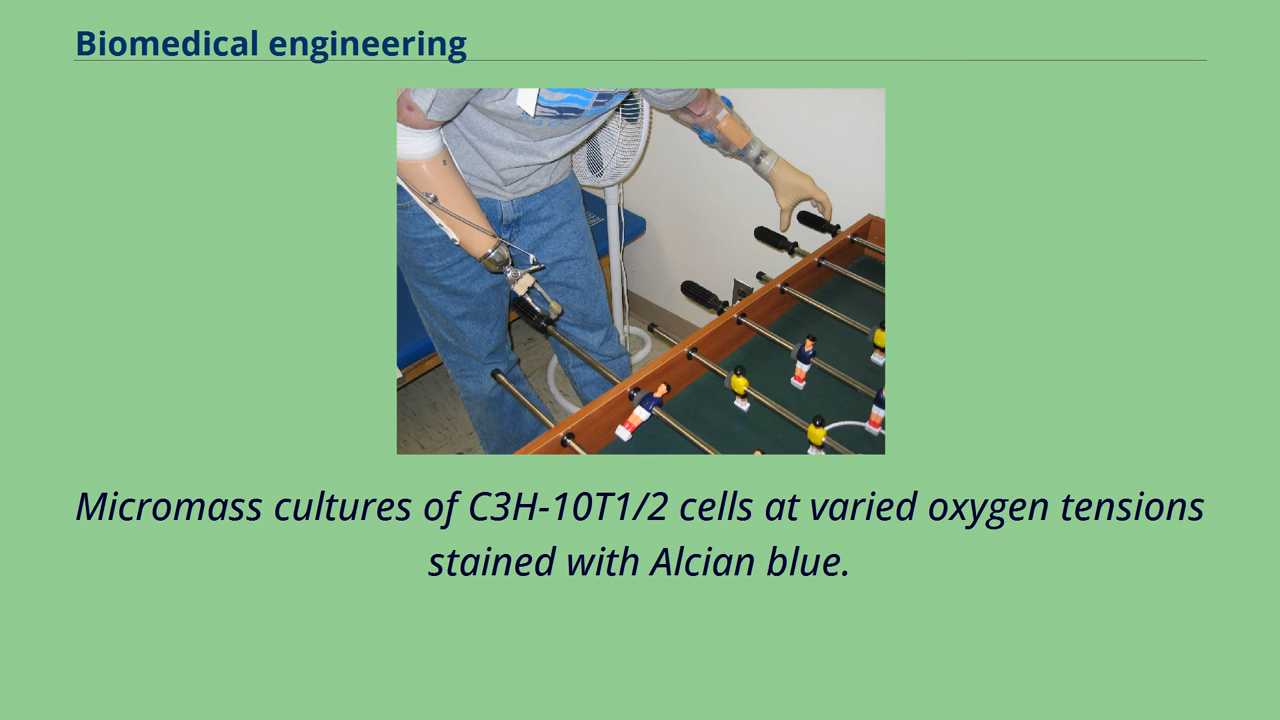 Biomedical engineering
Micromass cultures of C3H-10T1/2 cells at varied oxygen tensions
stained with Alcian blue.